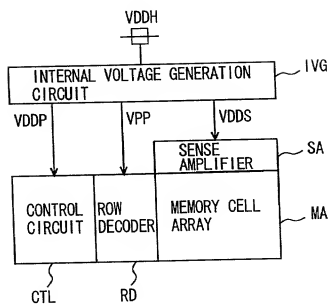 VDDH
INTERNAL VOLTAGE GENERATION
CIRCUIT
IVG
VDDP
VPP
VDDS
SENSE
AMPLIFIER
SA
CONTROL
CIRCUIT
ROW
DECODER
MEMORY CELL
ARRAY
MA
CTL
RD